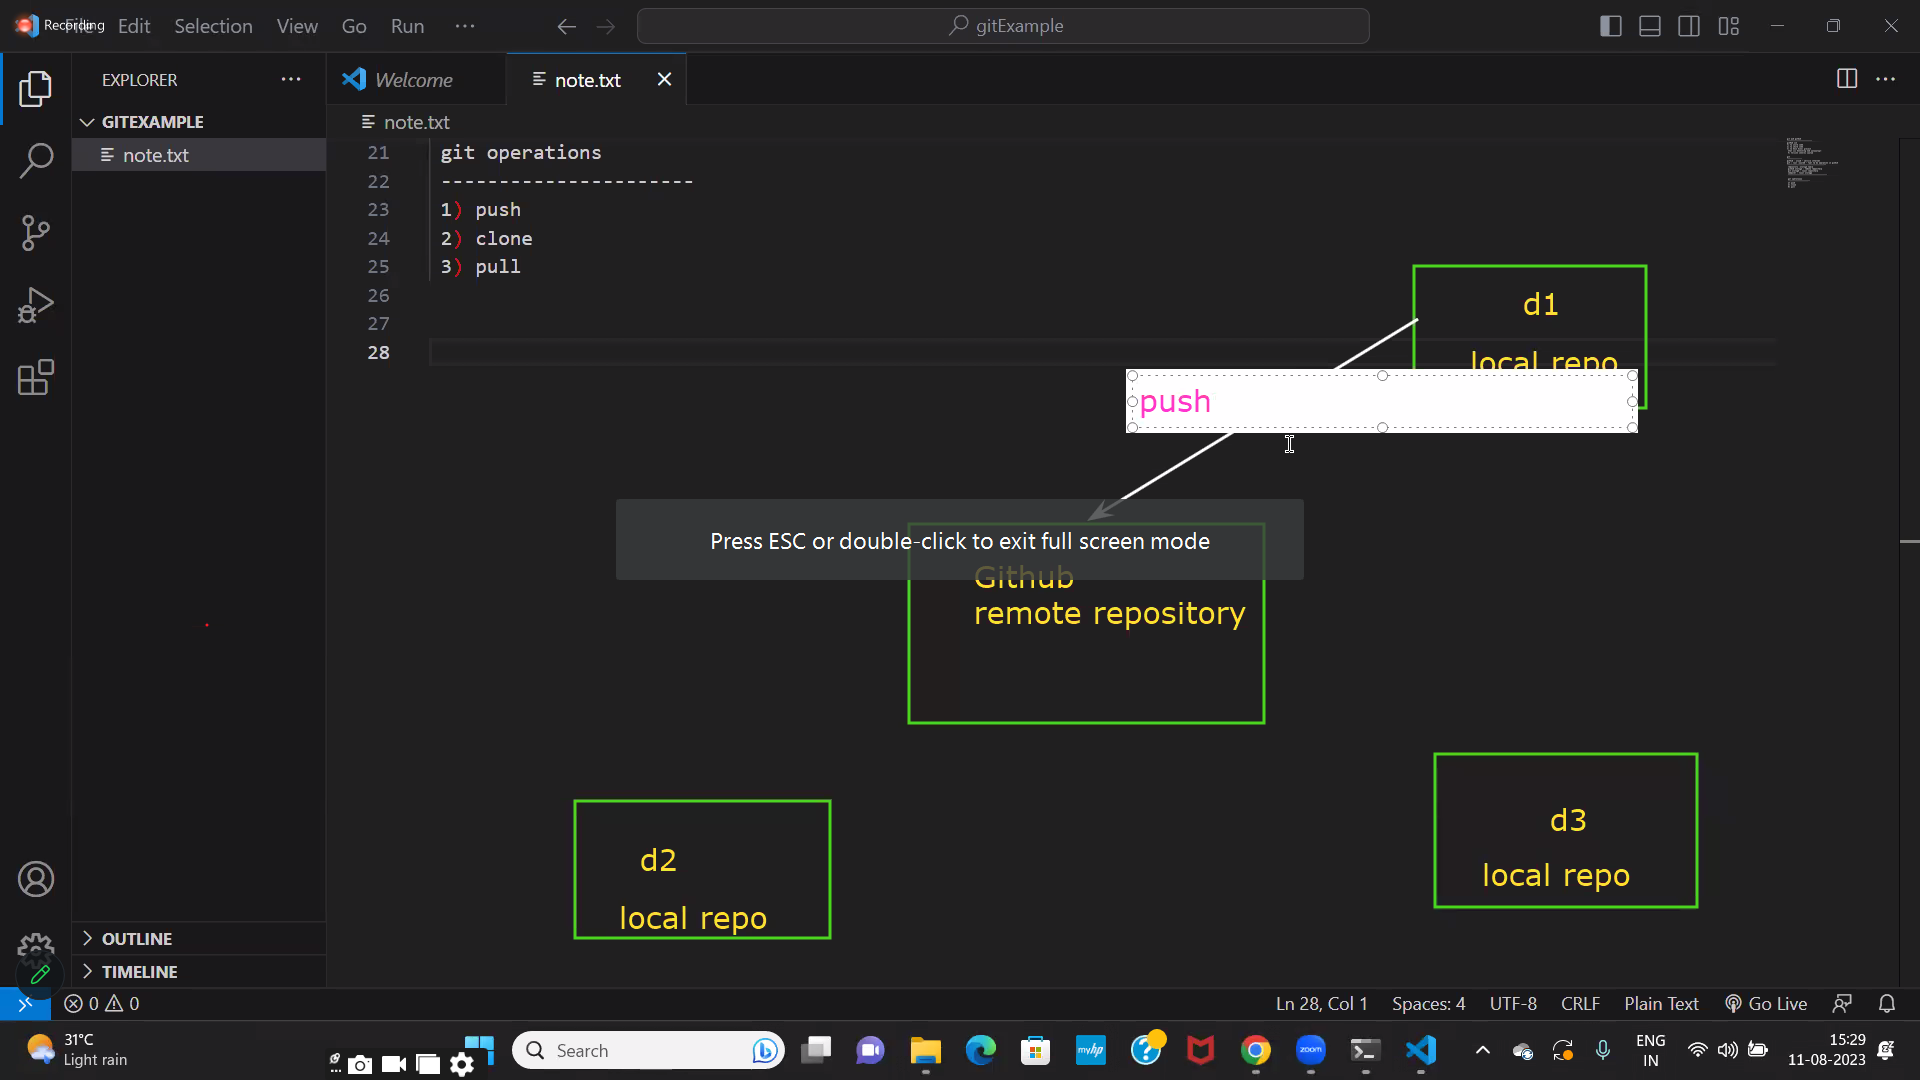 Recording
Edit
Selection
View
Go
Run
gitExample
EXPLORER
GITEXAMPLE
note.txt
OUTLINE
TIMELINE
Welcome
note.txt
note.txt
21 git operations
22 ----------------------
23 1) push
24 2) clone
25 3) pull
26
27
28
d1
local repo
push
Press ESC or double-click to exit full screen mode
Github
remote repository
d2
local repo
d3
local repo
0 0
Ln 28, Col 1
Spaces: 4
UTF-8
CRLF
Plain Text
Go Live
31°C
Light rain
Search
myhp
zoom
ENG
IN
15:29
11-08-2023